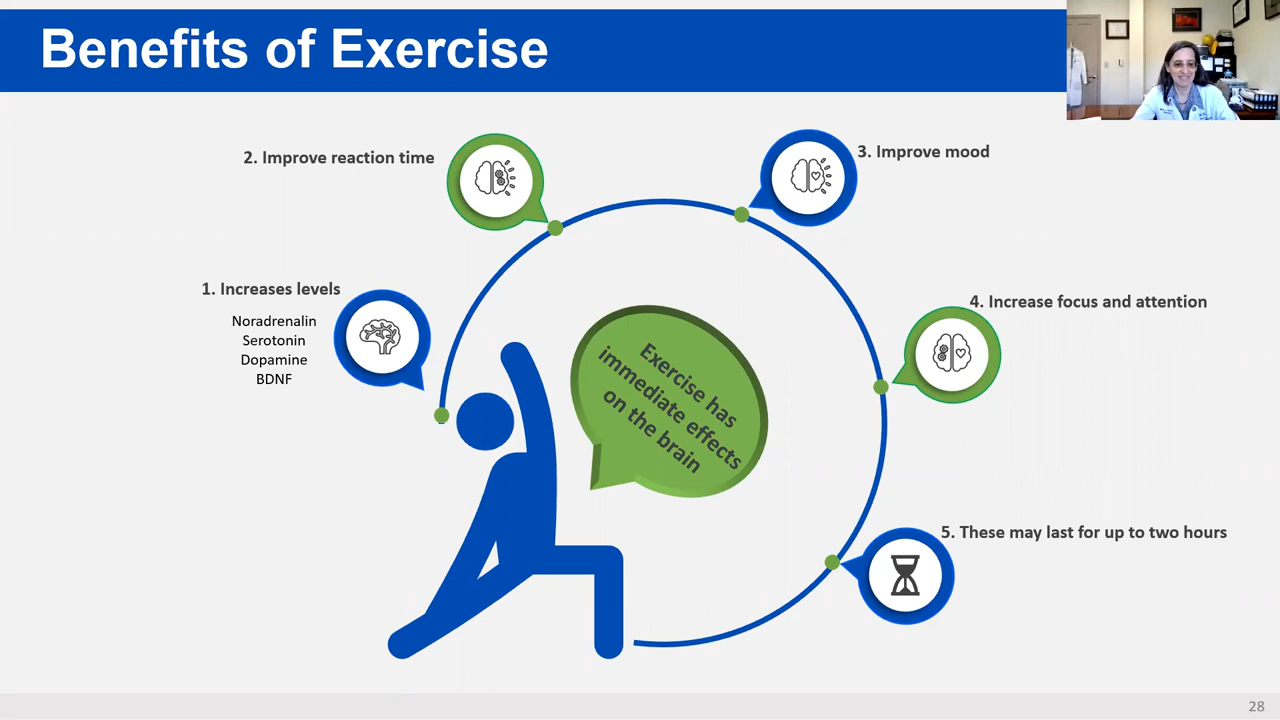 Benefits of Exercise
2. Improve reaction time
3. Improve mood
1. Increases levels
Noradrenalin
Serotonin
Dopamine
BDNF
4. Increase focus and attention
Exercise has
immediate effects
on the brain
5. These may last for up to two hours
28